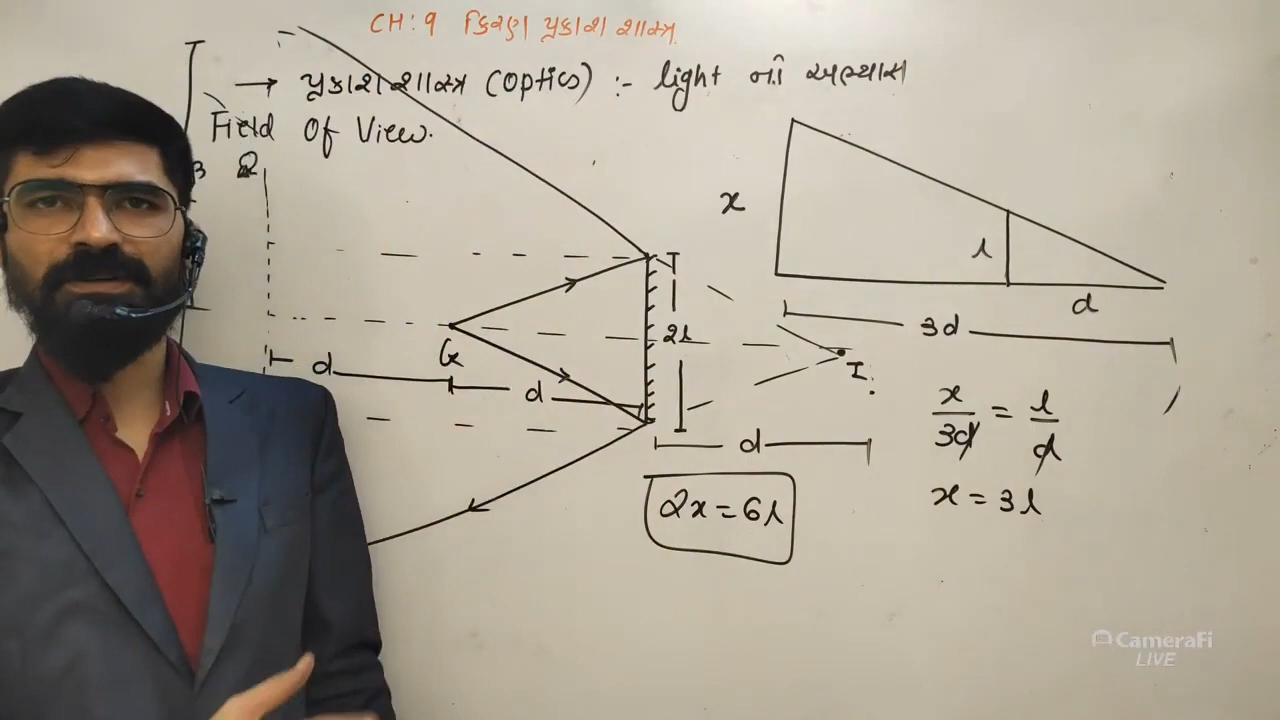 CH: 9 કિરણ પ્રકાશ શાસ્ત્ર
→ પ્રકાશ શાસ્ત્ર (Optics) :- light નો અભ્યાસ
Field Of View.
x
l
d
3d
2l
G
I
d
d
d
x/3d = l/d
x = 3l
2x = 6l
CameraFi
LIVE